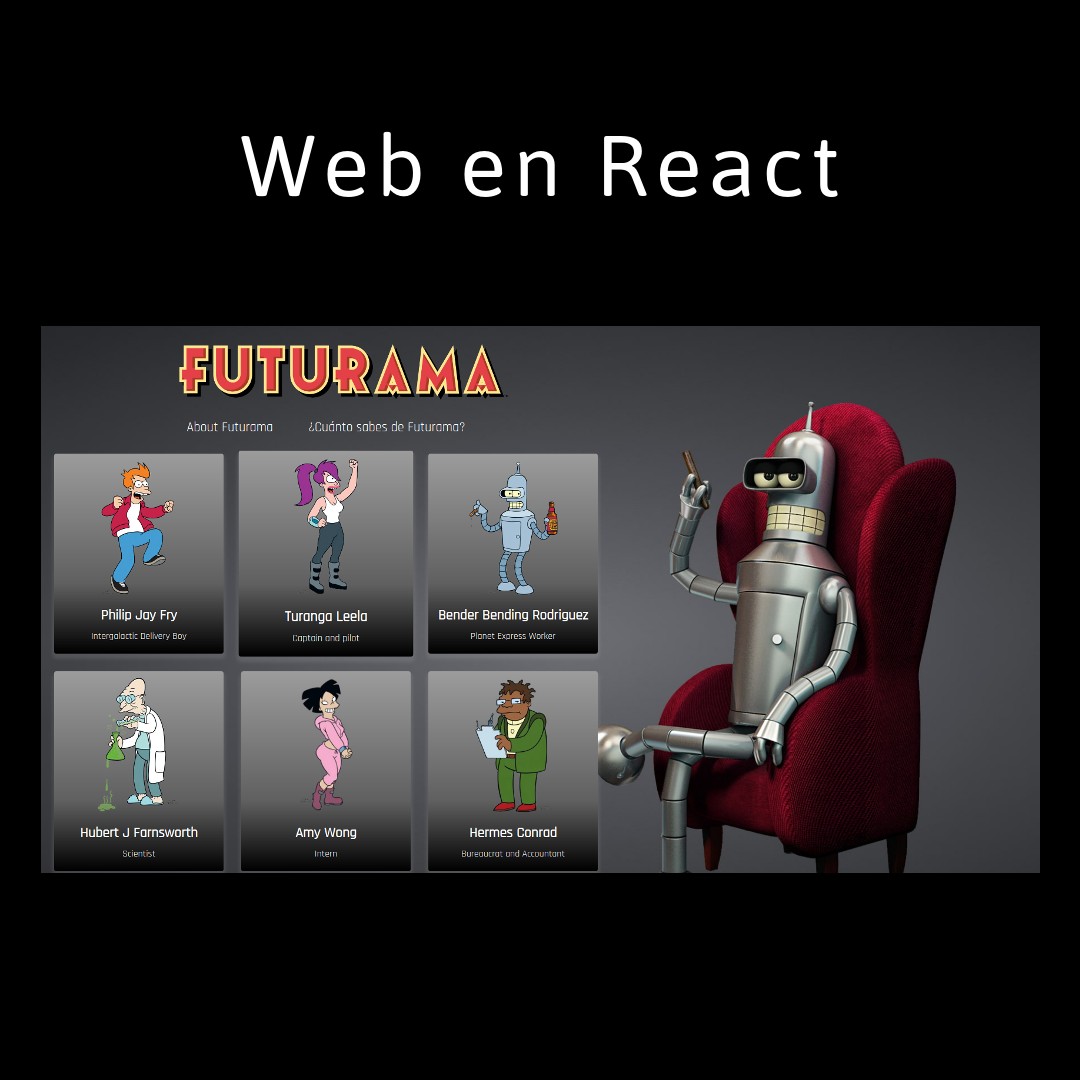 Web en React
FUTURAMA
About Futurama
¿Cuánto sabes de Futurama?
Philip Jay Fry
Intergalactic Delivery Boy
Turanga Leela
Captain and pilot
Bender Bending Rodriguez
Planet Express Worker
Hubert J Farnsworth
Scientist
Amy Wong
Intern
Hermes Conrad
Bureaucrat and Accountant